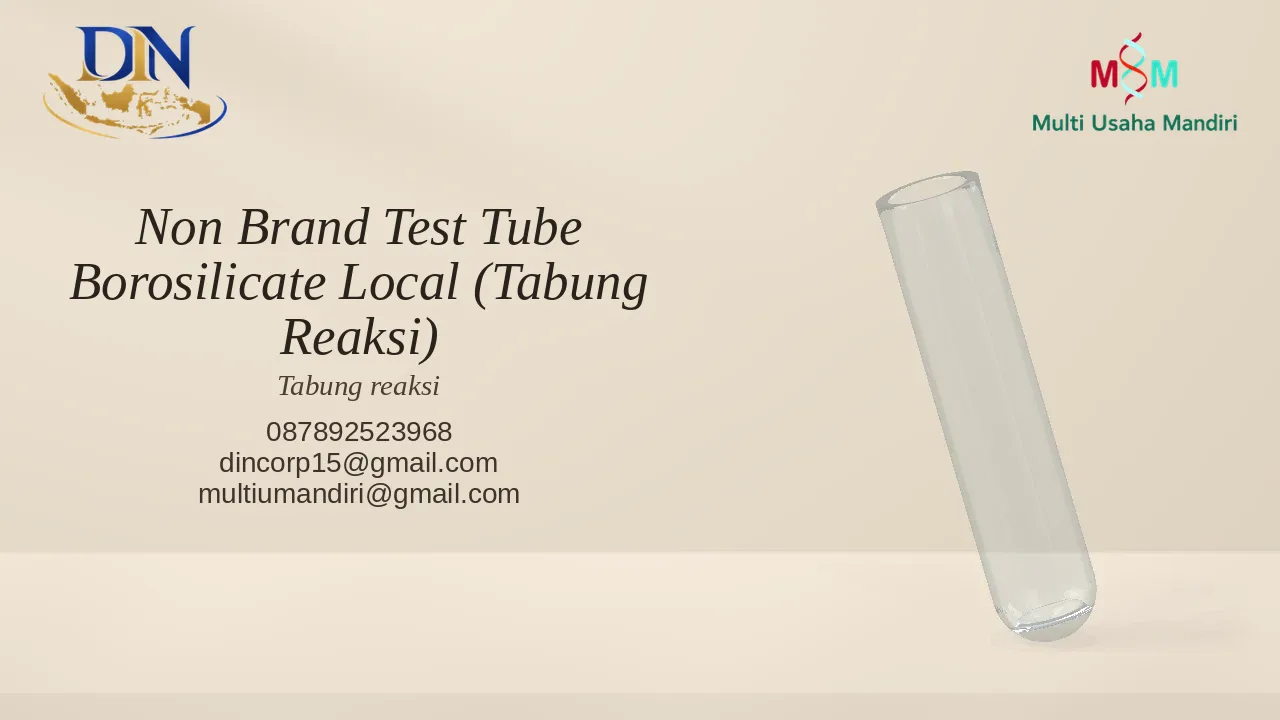 DIN
MSM
Multi Usaha Mandiri
Non Brand Test Tube
Borosilicate Local (Tabung
Reaksi)
Tabung reaksi
087892523968
dincorp15@gmail.com
multiumandiri@gmail.com